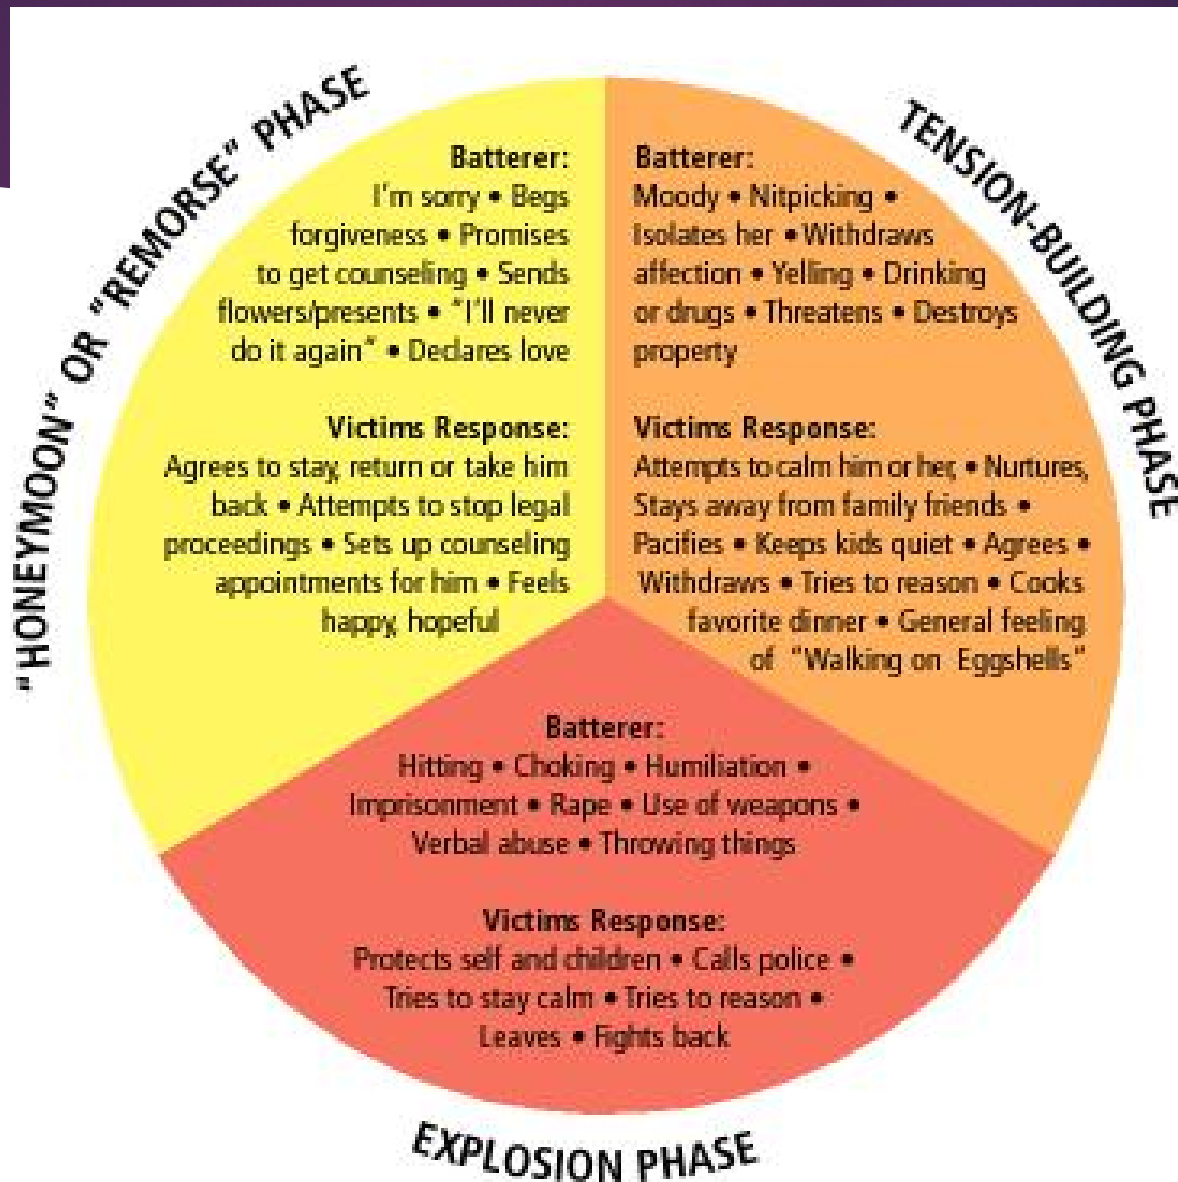 "HONEYMOON" OR "REMORSE" PHASE
Batterer:
I'm sorry • Begs
forgiveness • Promises
to get counseling • Sends
flowers/presents • "I'll never
do it again" • Declares love
Victims Response:
Agrees to stay, return or take him
back • Attempts to stop legal
proceedings • Sets up counseling
appointments for him • Feels
happy, hopeful
TENSION-BUILDING PHASE
Batterer:
Moody • Nitpicking •
Isolates her • Withdraws
affection • Yelling • Drinking
or drugs • Threatens • Destroys
property
Victims Response:
Attempts to calm him or her, • Nurtures,
Stays away from family friends •
Pacifies • Keeps kids quiet • Agrees •
Withdraws • Tries to reason • Cooks
favorite dinner • General feeling
of "Walking on Eggshells"
Batterer:
Hitting • Choking • Humiliation •
Imprisonment • Rape • Use of weapons •
Verbal abuse • Throwing things
Victims Response:
Protects self and children • Calls police •
Tries to stay calm • Tries to reason •
Leaves • Fights back
EXPLOSION PHASE